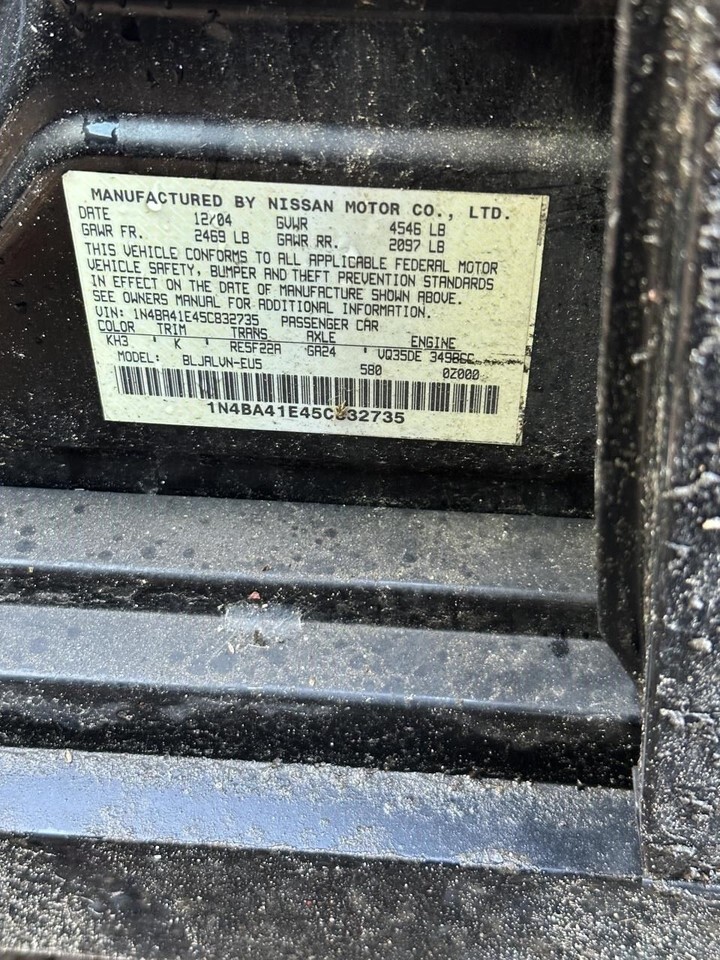 MANUFACTURED BY NISSAN MOTOR CO., LTD.
DATE 12/04 GVWR 4546 LB
GAWR FR. 2469 LB GAWR RR. 2097 LB
THIS VEHICLE CONFORMS TO ALL APPLICABLE FEDERAL MOTOR
VEHICLE SAFETY, BUMPER AND THEFT PREVENTION STANDARDS
IN EFFECT ON THE DATE OF MANUFACTURE SHOWN ABOVE.
SEE OWNERS MANUAL FOR ADDITIONAL INFORMATION.
VIN: 1N4BA41E45C832735 PASSENGER CAR
COLOR TRIM TRANS AXLE ENGINE
KH3 K RE5F22A GA24 VQ35DE 3498CC
MODEL: BLJALVN-EU5 580 0Z000
1N4BA41E45C832735